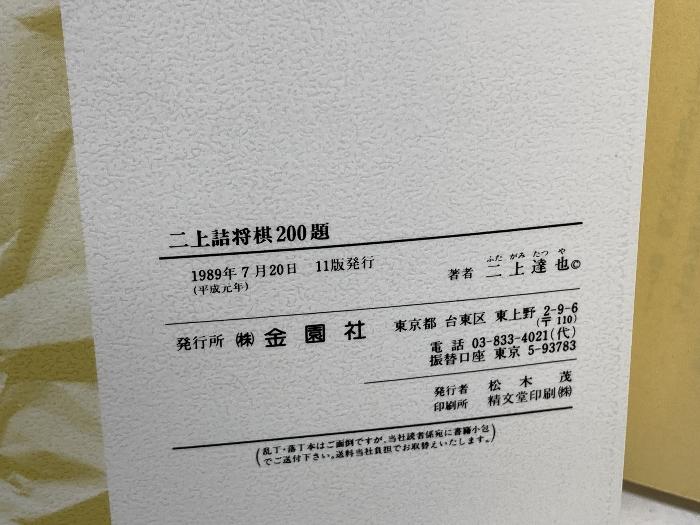 二上詰将棋200題
1989年7月20日 11版発行
(平成元年)
ふた がみ たつ や
著者 二上達也©
発行所 ㈱ 金園社
東京都 台東区 東上野 2-9-6
(〒110)
電話 03-833-4021(代)
振替口座 東京 5-93783
発行者 松木茂
印刷所 精文堂印刷㈱
(乱丁・落丁本はご面倒ですが、当社読者係宛に書籍小包
でご送付下さい。送料当社負担でお取替えいたします。)